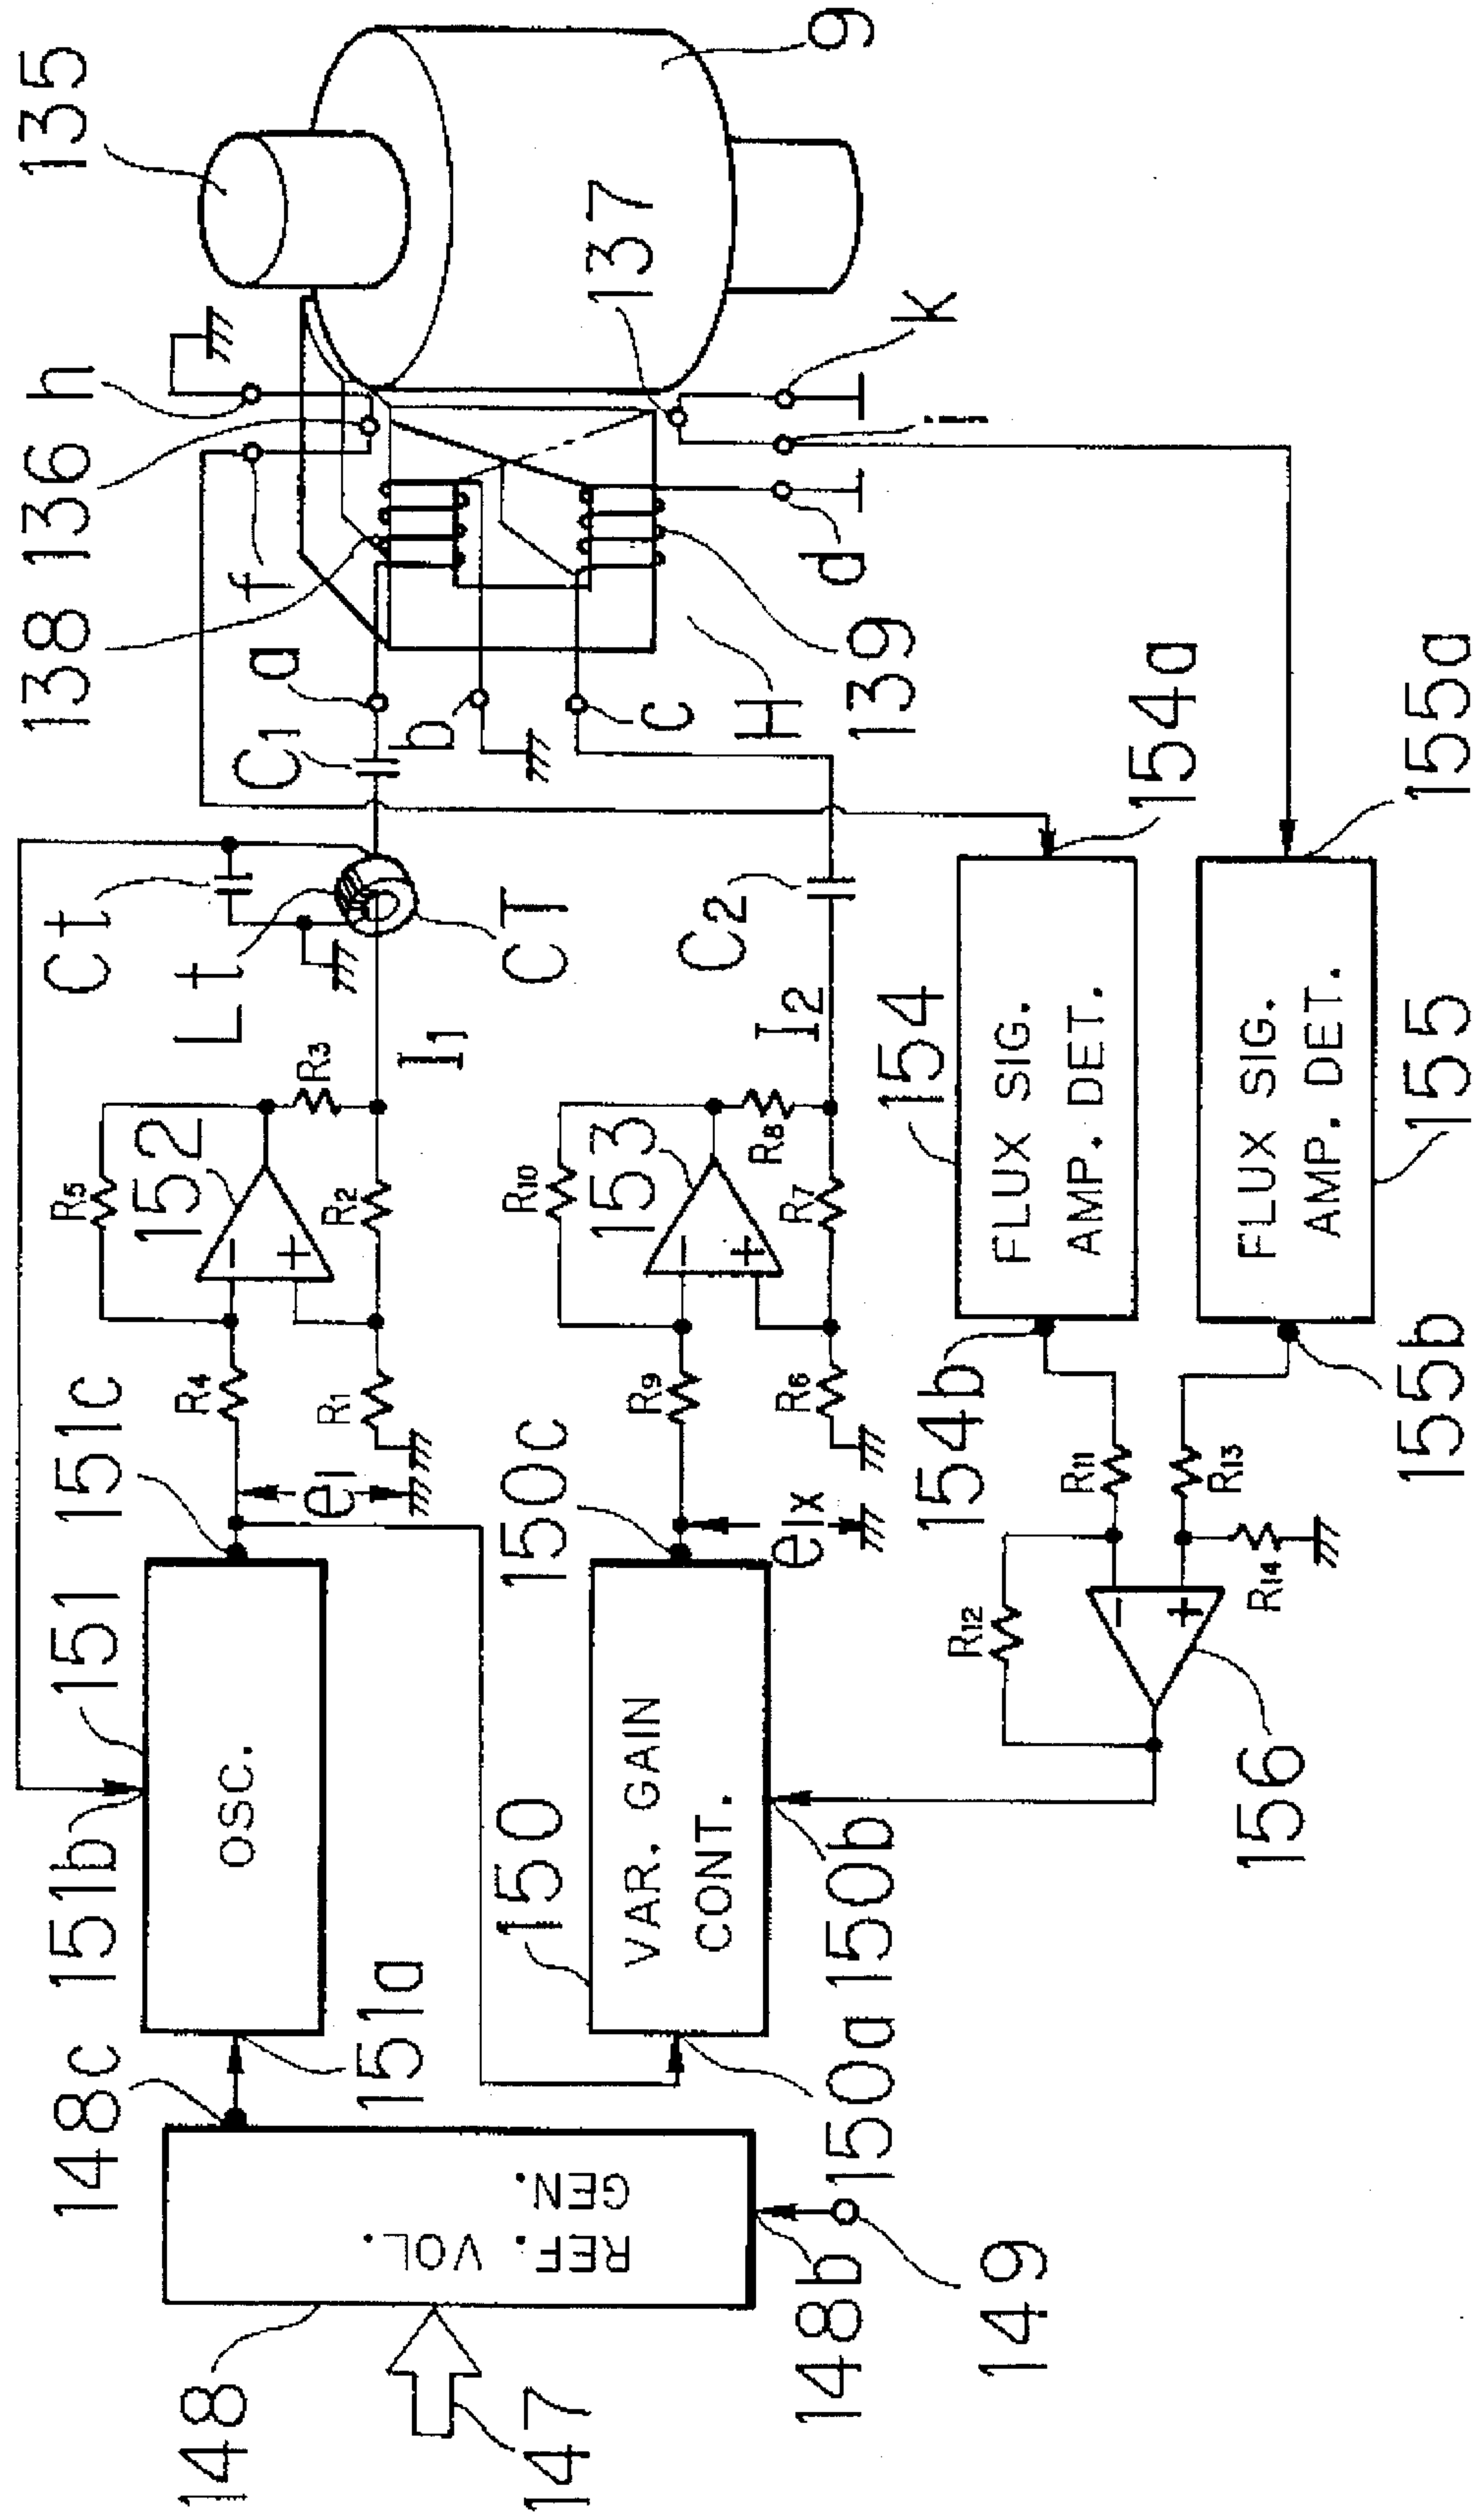 148
147
148c
148b
149
REF. VOL.
GEN.
151b
151
151c
151a
OSC.
150
150a
150b
150c
VAR. GAIN
CONT.
e1
e1x
R4
R1
R5
152
R2
R3
R9
R6
R10
153
R7
R8
I1
I2
Ct
Lt
CT
C1
C2
a
b
c
d
f
h
i
k
H
135
136
137
138
139
9
154
154a
154b
FLUX SIG.
AMP. DET.
155
155a
155b
FLUX SIG.
AMP. DET.
R11
R12
R13
R14
156